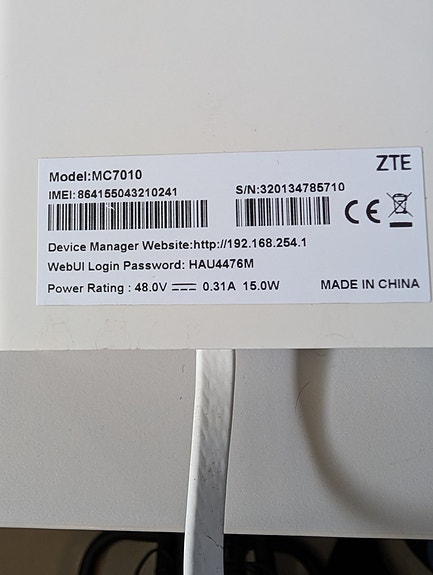 ZTE
Model:MC7010
IMEI:864155043210241 S/N:320134785710
CE
Device Manager Website:http://192.168.254.1
WebUI Login Password: HAU4476M
Power Rating : 48.0V 0.31A 15.0W MADE IN CHINA